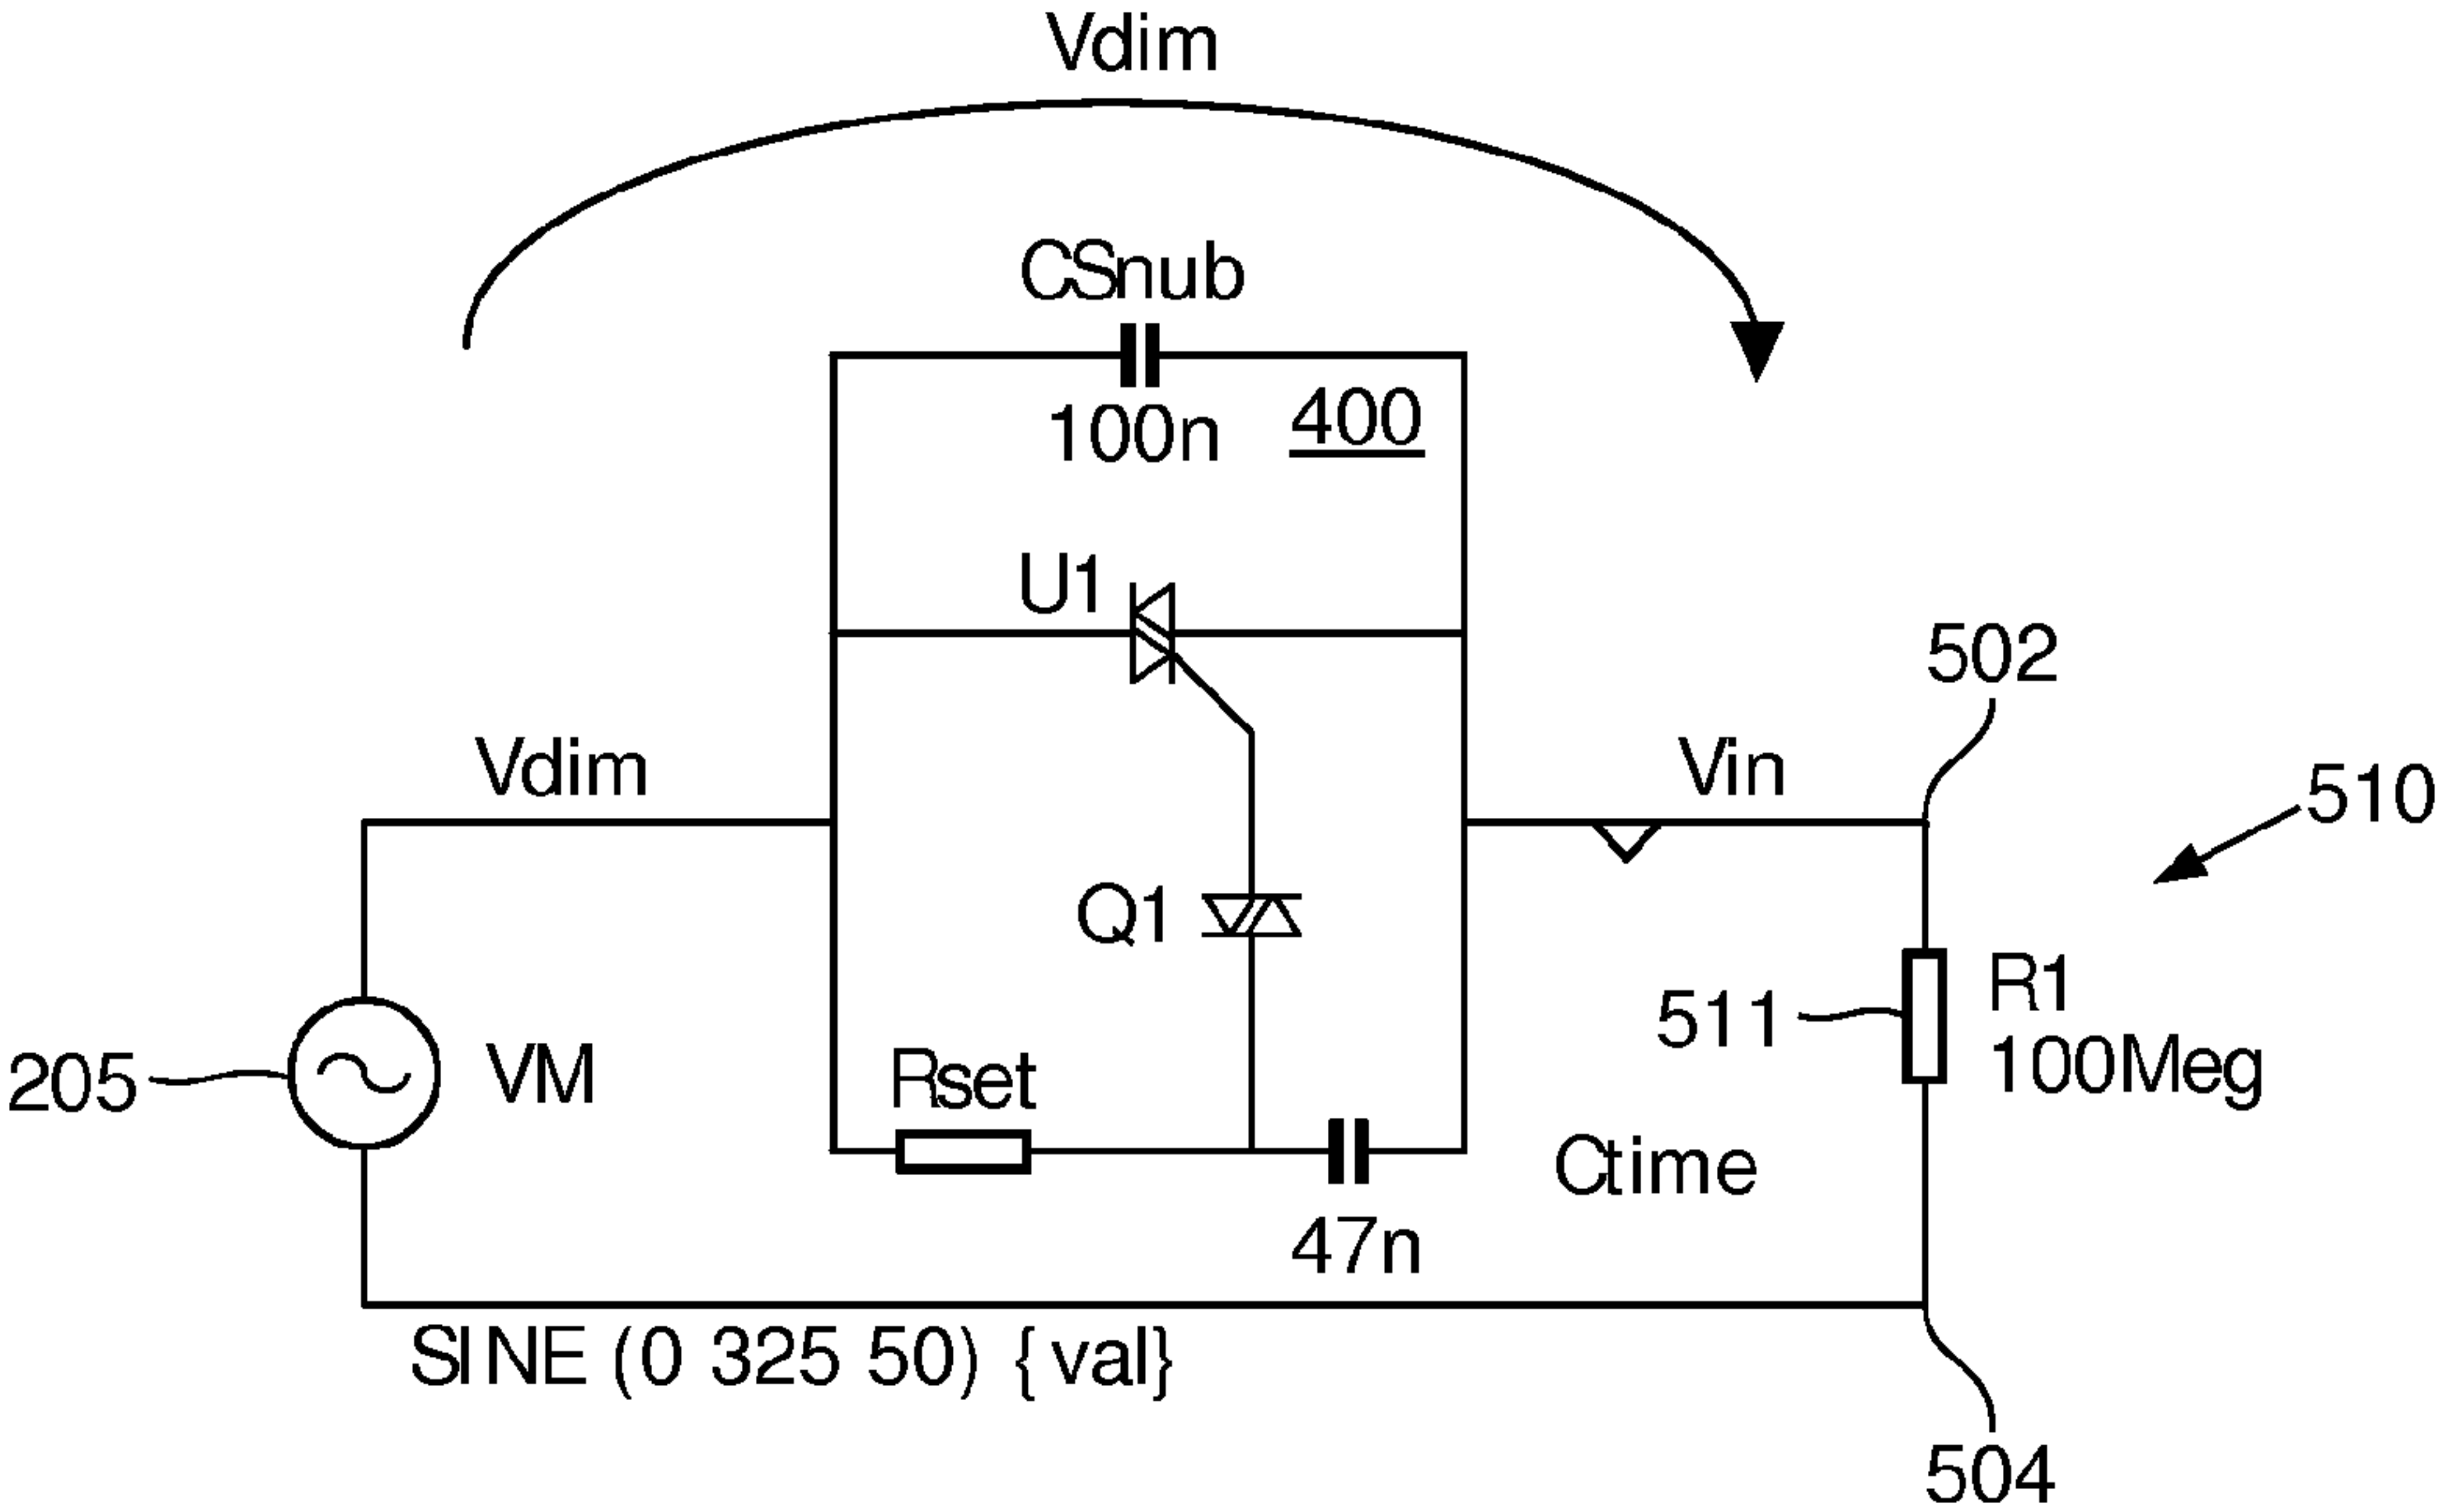 Vdim
CSnub
100n
400
U1
502
Vdim
Vin
510
Q1
R1
511
100Meg
205
VM
Rset
Ctime
47n
SINE (0 325 50) {val}
504